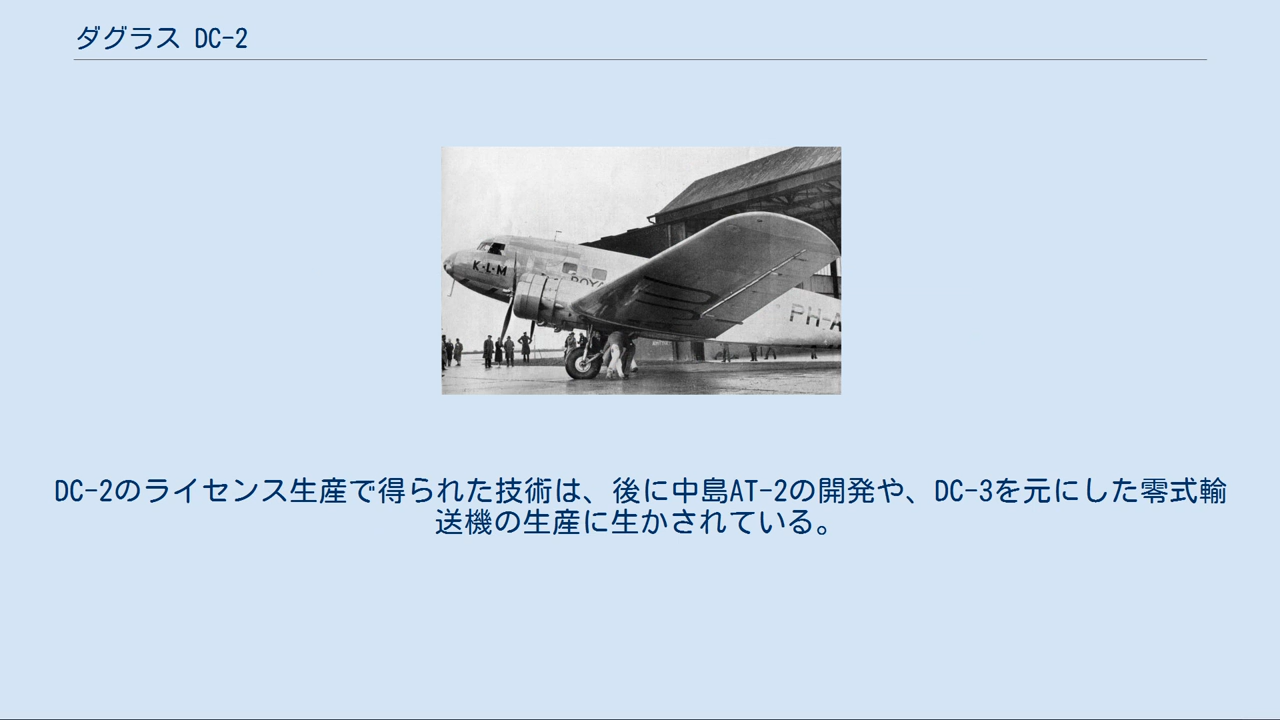 ダグラス DC-2
K・L・M
ROYA
PH-A
DC-2のライセンス生産で得られた技術は、後に中島AT-2の開発や、DC-3を元にした零式輸
送機の生産に生かされている。